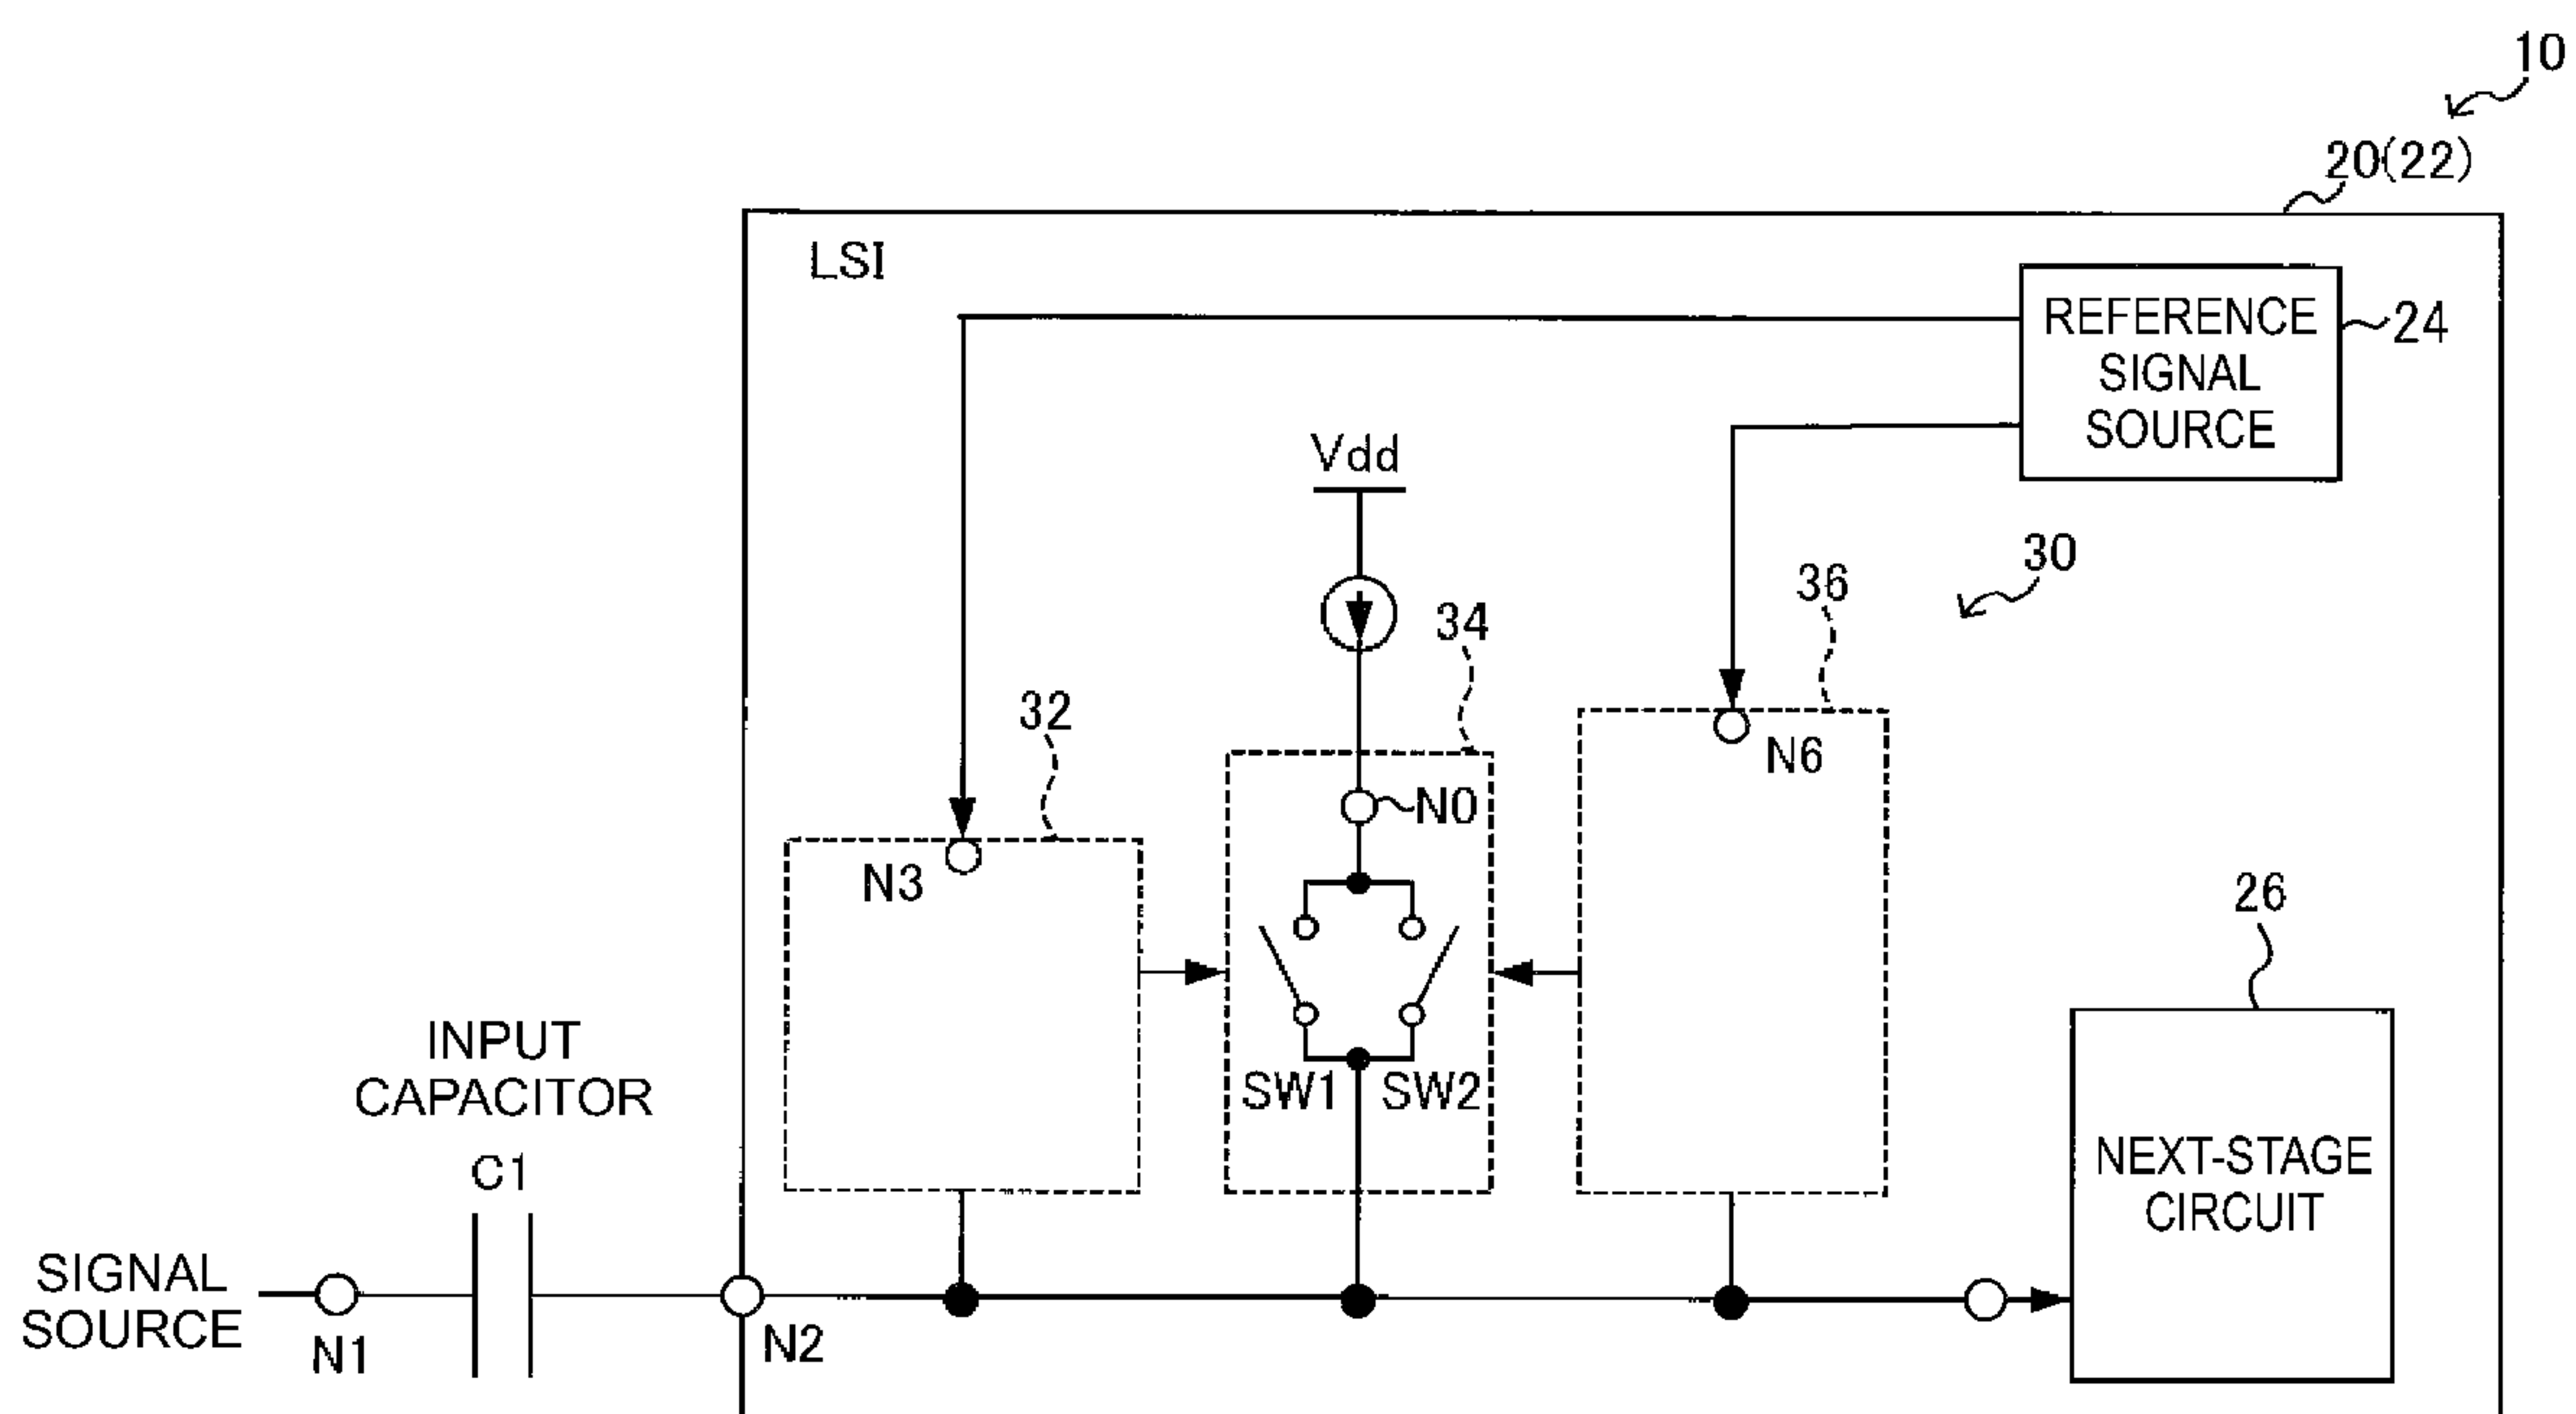 10
20(22)
LSI
REFERENCE
SIGNAL
SOURCE
24
Vdd
30
36
34
32
N6
N0
N3
26
SW1
SW2
INPUT
CAPACITOR
C1
NEXT-STAGE
CIRCUIT
SIGNAL
SOURCE
N1
N2